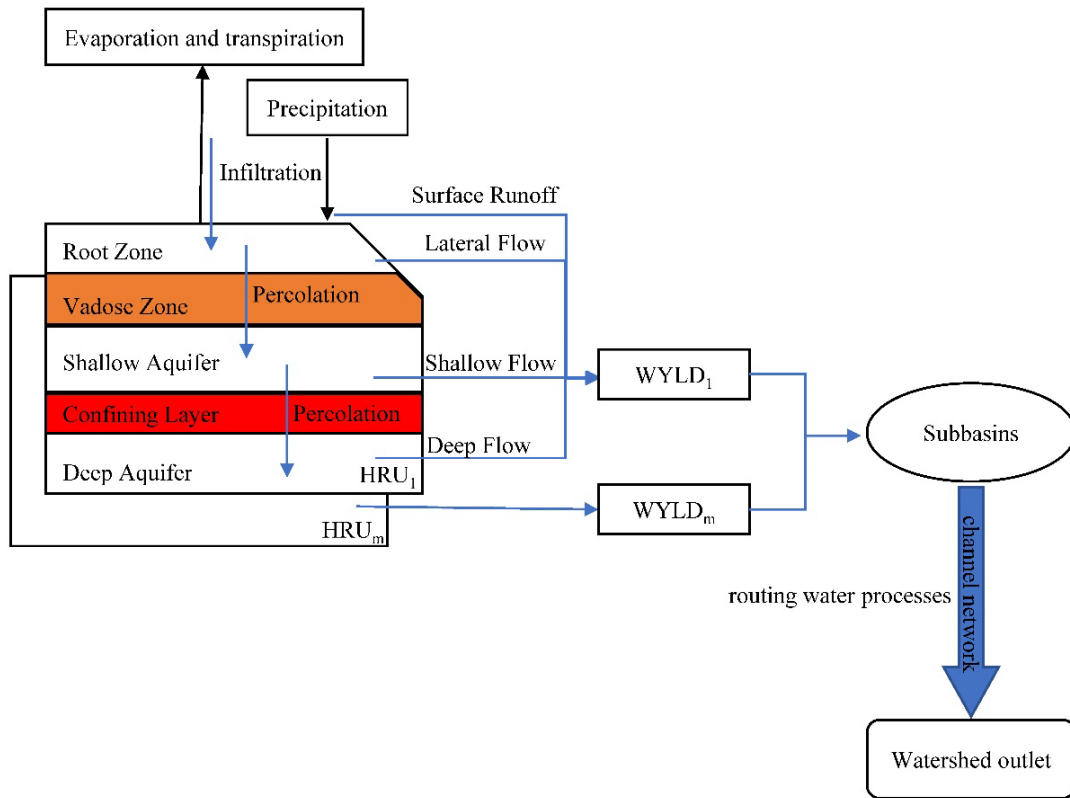 Evaporation and transpiration
Precipitation
Infiltration
Surface Runoff
Root Zone
Lateral Flow
Vadose Zone
Percolation
Shallow Aquifer
Shallow Flow
WYLD₁
Confining Layer
Percolation
Subbasins
Deep Aquifer
Deep Flow
HRU₁
WYLDₘ
HRUₘ
channel network
routing water processes
Watershed outlet